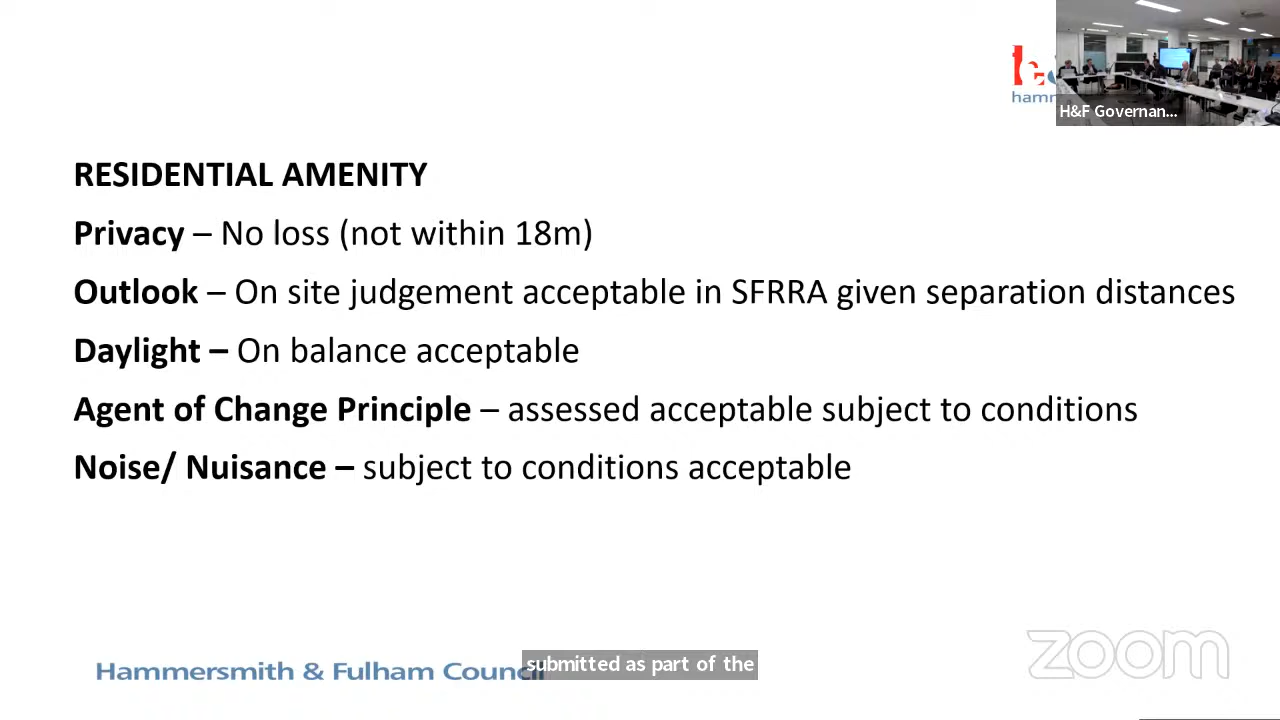 hamm
H&F Governan...
RESIDENTIAL AMENITY
Privacy – No loss (not within 18m)
Outlook – On site judgement acceptable in SFRRA given separation distances
Daylight – On balance acceptable
Agent of Change Principle – assessed acceptable subject to conditions
Noise/ Nuisance – subject to conditions acceptable
Hammersmith & Fulham Council
submitted as part of the
zoom